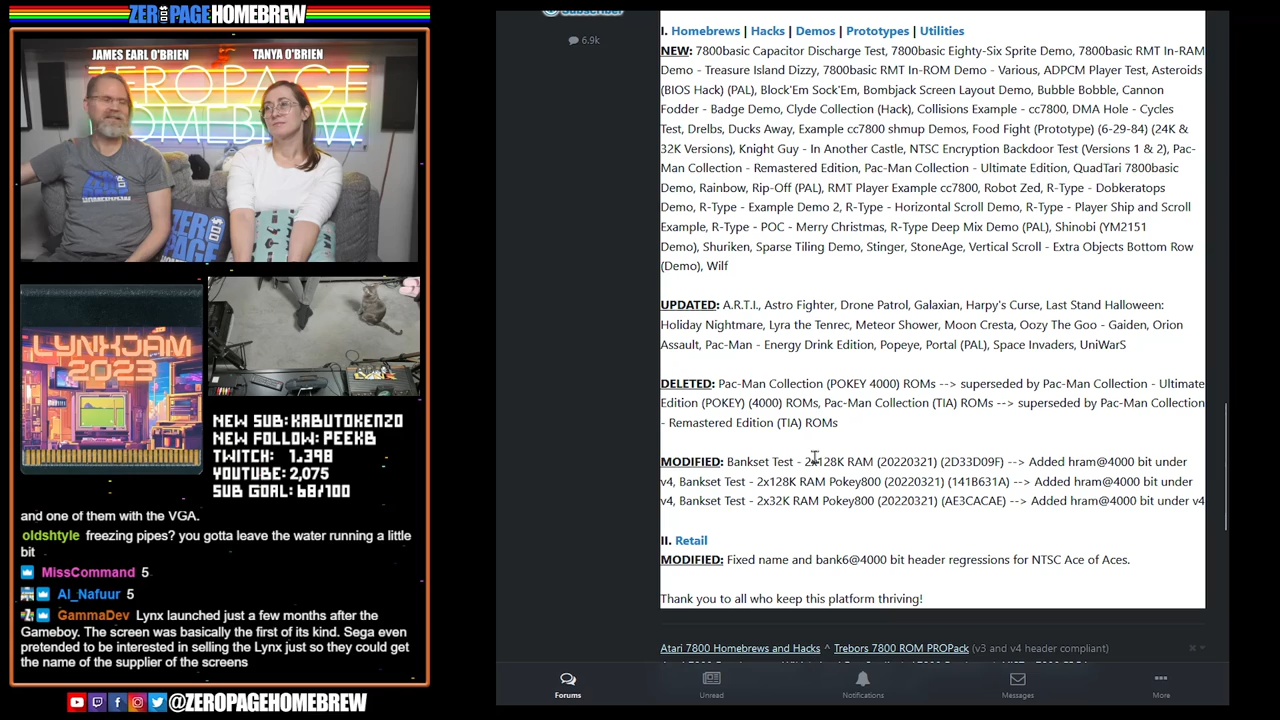 ZEROPAGE HOMEBREW
JAMES EARL O'BRIEN
TANYA O'BRIEN
ZEROPAGE
HOMEBREW
LYNXJAM
2023
NEW SUB: KABUTOKENZO
NEW FOLLOW: PEEKB
TWITCH: 1,398
YOUTUBE: 2,075
SUB GOAL: 68/100
and one of them with the VGA.
oldshtyle freezing pipes? you gotta leave the water running a little
bit
MissCommand 5
Al_Nafuur 5
GammaDev Lynx launched just a few months after the
Gameboy. The screen was basically the first of its kind. Sega even
pretended to be interested in selling the Lynx just so they could get
the name of the supplier of the screens
@ZEROPAGEHOMEBREW
Subscriber
6.9k
I. Homebrews | Hacks | Demos | Prototypes | Utilities
NEW: 7800basic Capacitor Discharge Test, 7800basic Eighty-Six Sprite Demo, 7800basic RMT In-RAM
Demo - Treasure Island Dizzy, 7800basic RMT In-ROM Demo - Various, ADPCM Player Test, Asteroids
(BIOS Hack) (PAL), Block'Em Sock'Em, Bombjack Screen Layout Demo, Bubble Bobble, Cannon
Fodder - Badge Demo, Clyde Collection (Hack), Collisions Example - cc7800, DMA Hole - Cycles
Test, Drelbs, Ducks Away, Example cc7800 shmup Demos, Food Fight (Prototype) (6-29-84) (24K &
32K Versions), Knight Guy - In Another Castle, NTSC Encryption Backdoor Test (Versions 1 & 2), Pac-
Man Collection - Remastered Edition, Pac-Man Collection - Ultimate Edition, QuadTari 7800basic
Demo, Rainbow, Rip-Off (PAL), RMT Player Example cc7800, Robot Zed, R-Type - Dobkeratops
Demo, R-Type - Example Demo 2, R-Type - Horizontal Scroll Demo, R-Type - Player Ship and Scroll
Example, R-Type - POC - Merry Christmas, R-Type Deep Mix Demo (PAL), Shinobi (YM2151
Demo), Shuriken, Sparse Tiling Demo, Stinger, StoneAge, Vertical Scroll - Extra Objects Bottom Row
(Demo), Wilf
UPDATED: A.R.T.I., Astro Fighter, Drone Patrol, Galaxian, Harpy's Curse, Last Stand Halloween:
Holiday Nightmare, Lyra the Tenrec, Meteor Shower, Moon Cresta, Oozy The Goo - Gaiden, Orion
Assault, Pac-Man - Energy Drink Edition, Popeye, Portal (PAL), Space Invaders, UniWarS
DELETED: Pac-Man Collection (POKEY 4000) ROMs --> superseded by Pac-Man Collection - Ultimate
Edition (POKEY) (4000) ROMs, Pac-Man Collection (TIA) ROMs --> superseded by Pac-Man Collection
- Remastered Edition (TIA) ROMs
MODIFIED: Bankset Test - 2x128K RAM (20220321) (2D33D09F) --> Added hram@4000 bit under
v4, Bankset Test - 2x128K RAM Pokey800 (20220321) (141B631A) --> Added hram@4000 bit under
v4, Bankset Test - 2x32K RAM Pokey800 (20220321) (AE3CACAE) --> Added hram@4000 bit under v4
II. Retail
MODIFIED: Fixed name and bank6@4000 bit header regressions for NTSC Ace of Aces.
Thank you to all who keep this platform thriving!
Atari 7800 Homebrews and Hacks ^ Trebors 7800 ROM PROPack (v3 and v4 header compliant)
Forums
Unread
Notifications
Messages
More